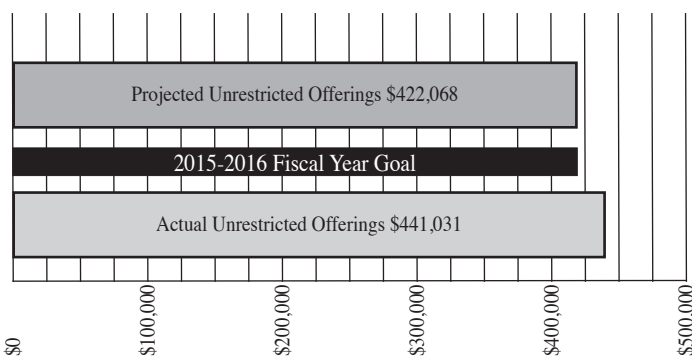 Projected Unrestricted Offerings $422,068
2015-2016 Fiscal Year Goal
Actual Unrestricted Offerings $441,031
$0
$100,000
$200,000
$300,000
$400,000
$500,000